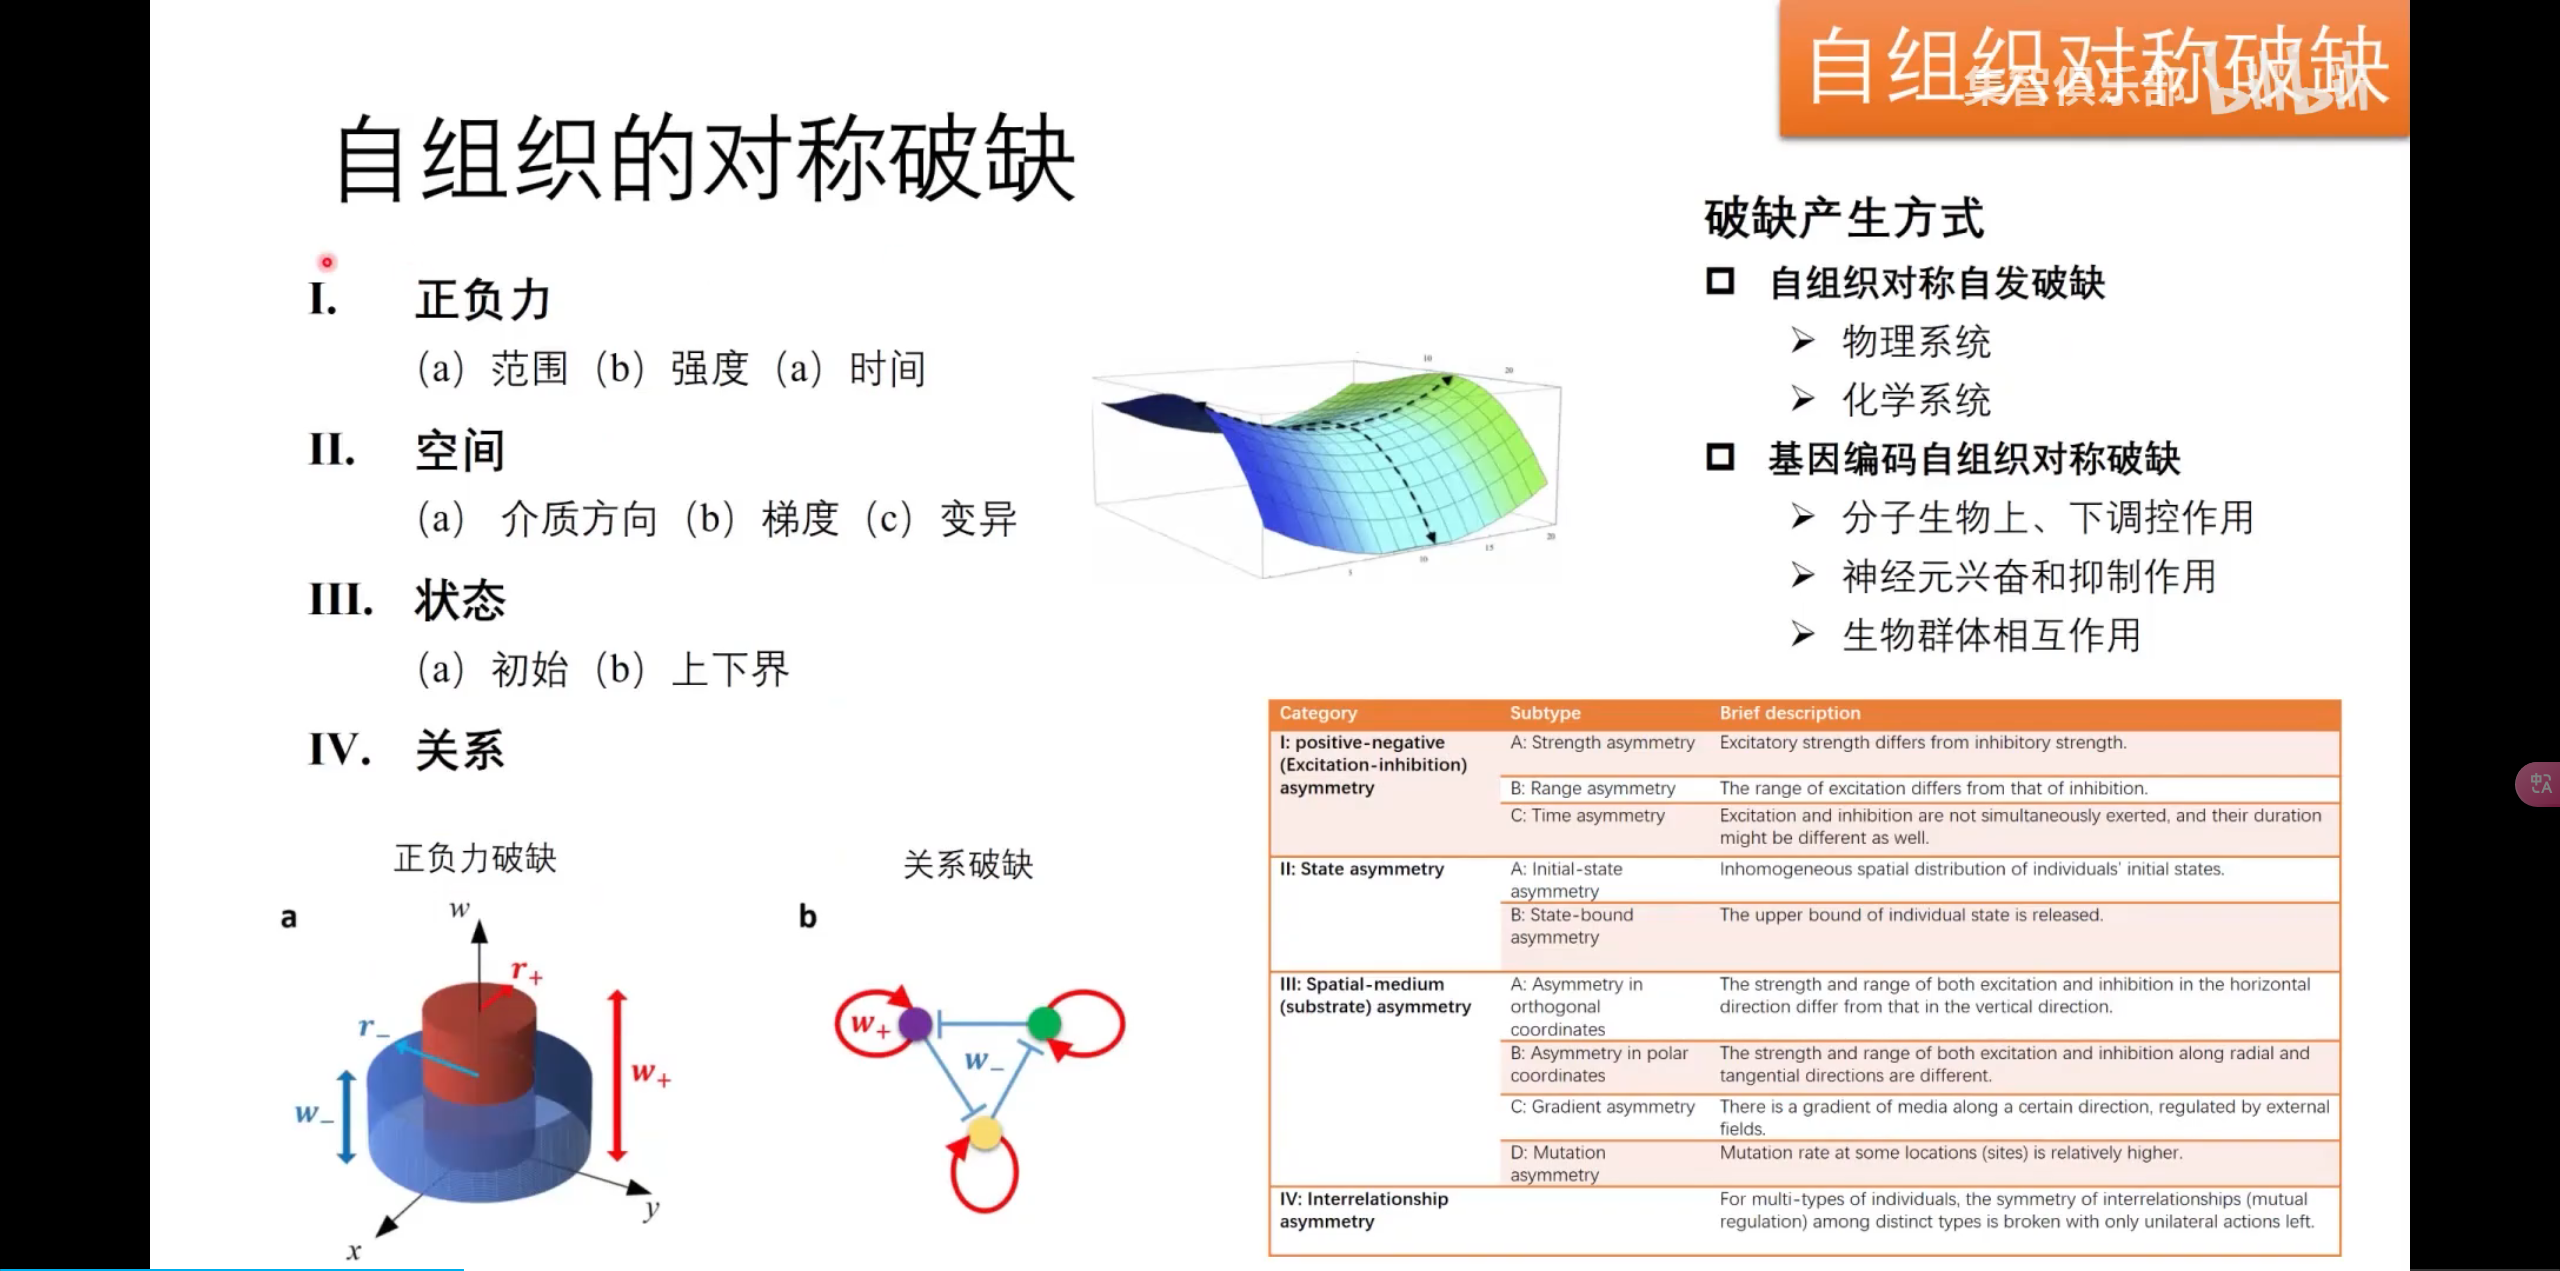 自组织对称破缺
集智俱乐部 bilibili
自组织的对称破缺
I. 正负力
(a) 范围 (b) 强度 (a) 时间
II. 空间
(a) 介质方向 (b) 梯度 (c) 变异
III. 状态
(a) 初始 (b) 上下界
IV. 关系
10
20
5
10
15
20
破缺产生方式
自组织对称自发破缺
物理系统
化学系统
基因编码自组织对称破缺
分子生物上、下调控作用
神经元兴奋和抑制作用
生物群体相互作用
正负力破缺
a
w
r+
r−
w+
w−
y
x
关系破缺
b
w+
w−
Category Subtype Brief description
I: positive-negative
(Excitation-inhibition)
asymmetry
A: Strength asymmetry Excitatory strength differs from inhibitory strength.
B: Range asymmetry The range of excitation differs from that of inhibition.
C: Time asymmetry Excitation and inhibition are not simultaneously exerted, and their duration
might be different as well.
II: State asymmetry
A: Initial-state Inhomogeneous spatial distribution of individuals' initial states.
asymmetry
B: State-bound The upper bound of individual state is released.
asymmetry
III: Spatial-medium
(substrate) asymmetry
A: Asymmetry in The strength and range of both excitation and inhibition in the horizontal
orthogonal direction differ from that in the vertical direction.
coordinates
B: Asymmetry in polar The strength and range of both excitation and inhibition along radial and
coordinates tangential directions are different.
C: Gradient asymmetry There is a gradient of media along a certain direction, regulated by external
fields.
D: Mutation Mutation rate at some locations (sites) is relatively higher.
asymmetry
IV: Interrelationship For multi-types of individuals, the symmetry of interrelationships (mutual
asymmetry regulation) among distinct types is broken with only unilateral actions left.
中
A